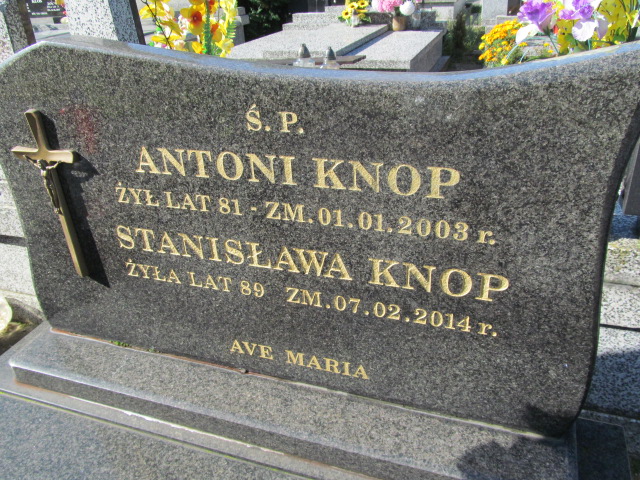 Ś. P.
ANTONI KNOP
ŻYŁ LAT 81 - ZM. 01.01.2003 r.
STANISŁAWA KNOP
ŻYŁA LAT 89 ZM. 07.02.2014 r.
AVE MARIA